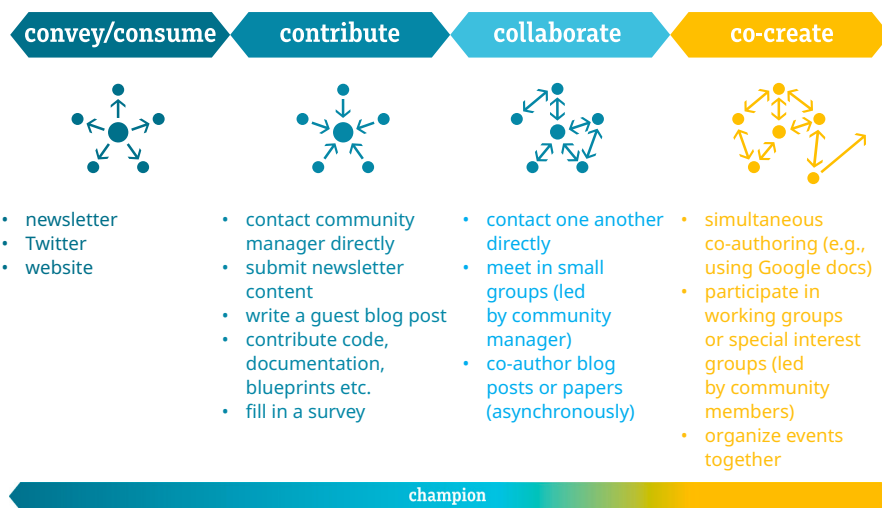 convey/consume
contribute
collaborate
co-create
• newsletter
• Twitter
• website
• contact community
manager directly
• submit newsletter
content
• write a guest blog post
• contribute code,
documentation,
blueprints etc.
• fill in a survey
• contact one another
directly
• meet in small
groups (led
by community
manager)
• co-author blog
posts or papers
(asynchronously)
• simultaneous
co-authoring (e.g.,
using Google docs)
• participate in
working groups
or special interest
groups (led
by community
members)
• organize events
together
champion